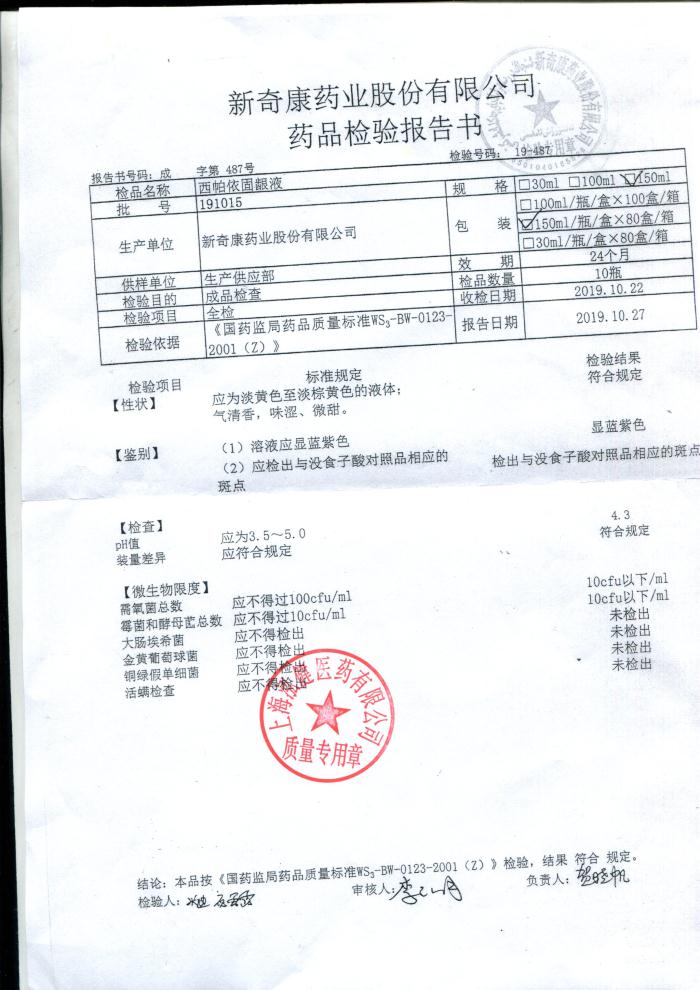 新奇康药业股份有限公司
药品检验报告书
报告书号码：成 字第 487号 检验号码： 19-487
检品名称 西帕依固龈液 规 格 □30ml □100ml ☑150ml
批 号 191015
生产单位 新奇康药业股份有限公司 包 装 □100ml/瓶/盒×100盒/箱
☑150ml/瓶/盒×80盒/箱
□30ml/瓶/盒×80盒/箱
效 期 24个月
供样单位 生产供应部 检品数量 10瓶
检验目的 成品检查 收检日期 2019.10.22
检验项目 全检
检验依据 《国药监局药品质量标准WS₃-BW-0123-2001（Z）》 报告日期 2019.10.27
检验项目 标准规定 检验结果
【性状】 应为淡黄色至淡棕黄色的液体； 符合规定
气清香，味涩、微甜。
【鉴别】 （1）溶液应显蓝紫色 显蓝紫色
（2）应检出与没食子酸对照品相应的 检出与没食子酸对照品相应的斑点
斑点
【检查】
pH值 应为3.5～5.0 4.3
装量差异 应符合规定 符合规定
【微生物限度】
需氧菌总数 应不得过100cfu/ml 10cfu以下/ml
霉菌和酵母菌总数 应不得过10cfu/ml 10cfu以下/ml
大肠埃希菌 应不得检出 未检出
金黄葡萄球菌 应不得检出 未检出
铜绿假单细菌 应不得检出 未检出
活螨检查 应不得检出 未检出
医药有限公司
质量专用章
结论：本品按《国药监局药品质量标准WS₃-BW-0123-2001（Z）》检验，结果 符合 规定。
检验人： 审核人： 负责人：